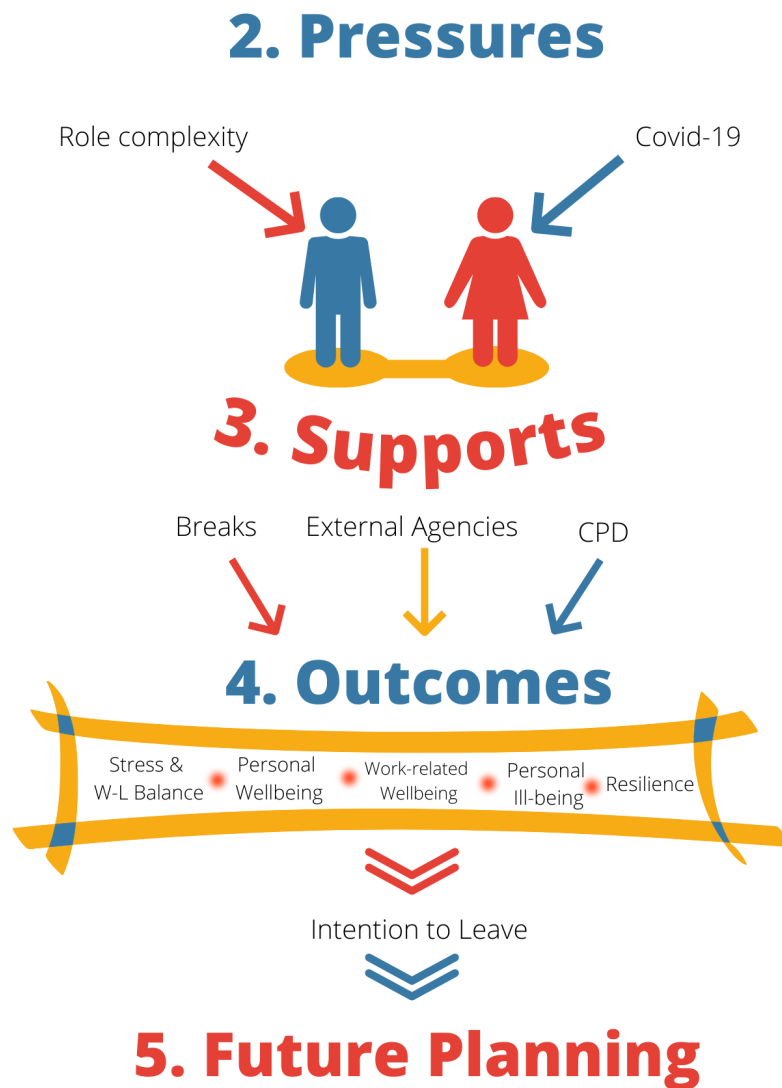 2. Pressures
Role complexity
Covid-19
3. Supports
Breaks
External Agencies
CPD
4. Outcomes
Stress &
W-L Balance
Personal
Wellbeing
Work-related
Wellbeing
Personal
Ill-being
Resilience
Intention to Leave
5. Future Planning